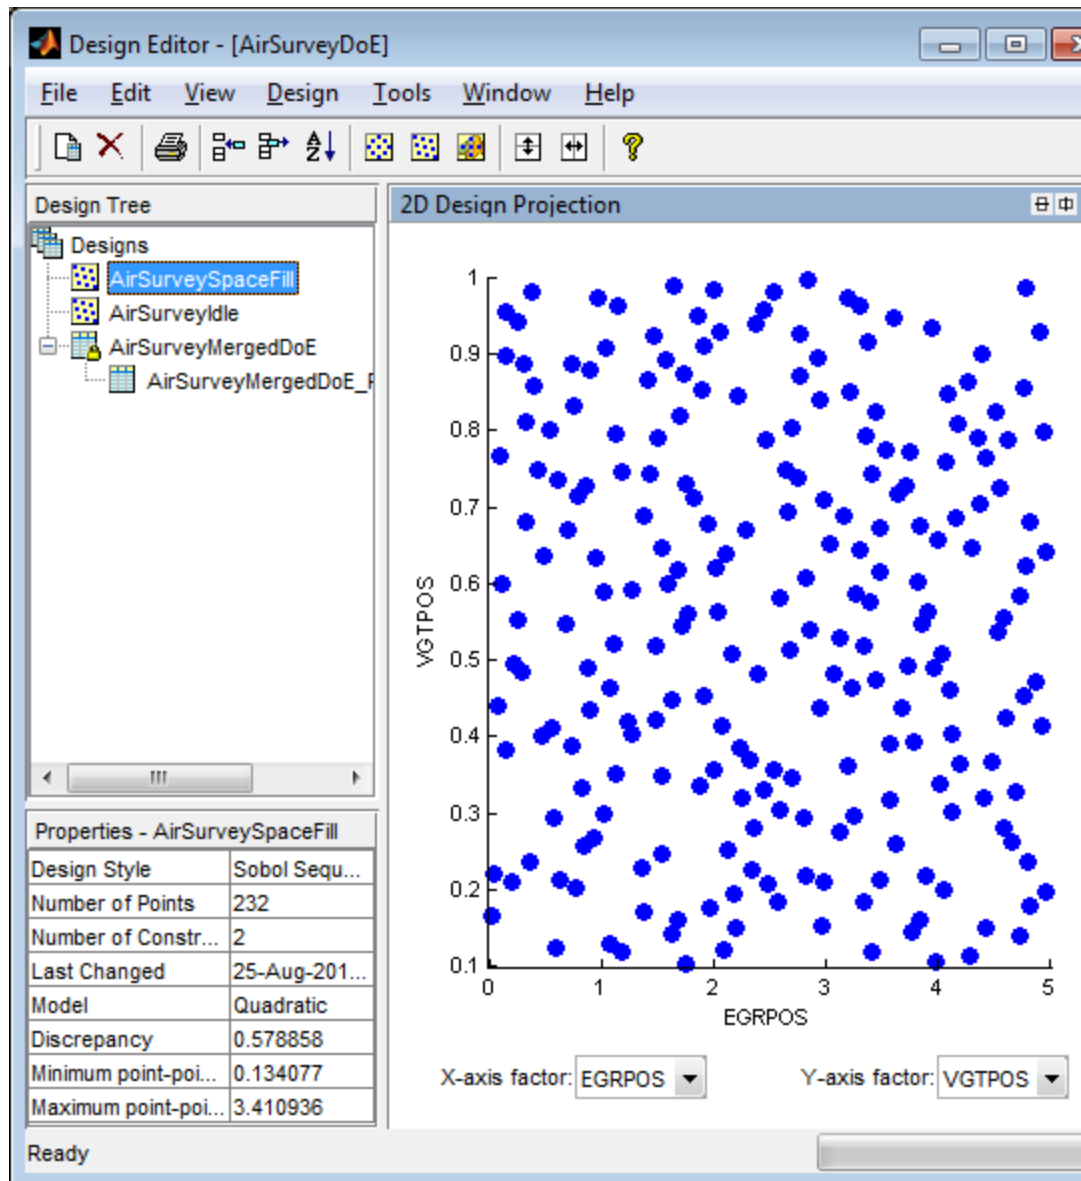 Design Editor - [AirSurveyDoE]
File Edit View Design Tools Window Help
Design Tree
Designs
AirSurveySpaceFill
AirSurveyIdle
AirSurveyMergedDoE
AirSurveyMergedDoE_F
Properties - AirSurveySpaceFill
Design Style Sobol Sequ...
Number of Points 232
Number of Constr... 2
Last Changed 25-Aug-201...
Model Quadratic
Discrepancy 0.578858
Minimum point-poi... 0.134077
Maximum point-poi... 3.410936
2D Design Projection
VGTPOS
1
0.9
0.8
0.7
0.6
0.5
0.4
0.3
0.2
0.1
0 1 2 3 4 5
EGRPOS
X-axis factor: EGRPOS Y-axis factor: VGTPOS
Ready